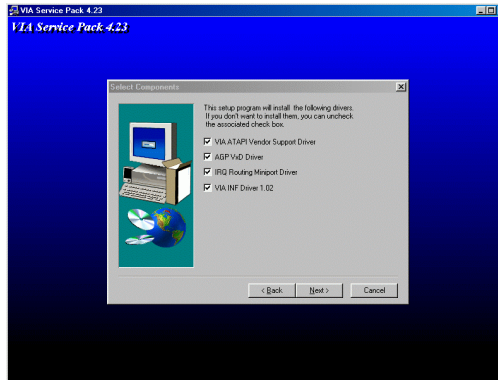 VIA Service Pack 4.23
VIA Service Pack 4.23
Select Components
This setup program will install the following drivers.
If you don't want to install them, you can uncheck
the associated check box.
VIA ATAPI Vendor Support Driver
AGP VxD Driver
IRQ Routing Miniport Driver
VIA INF Driver 1.02
< Back Next > Cancel